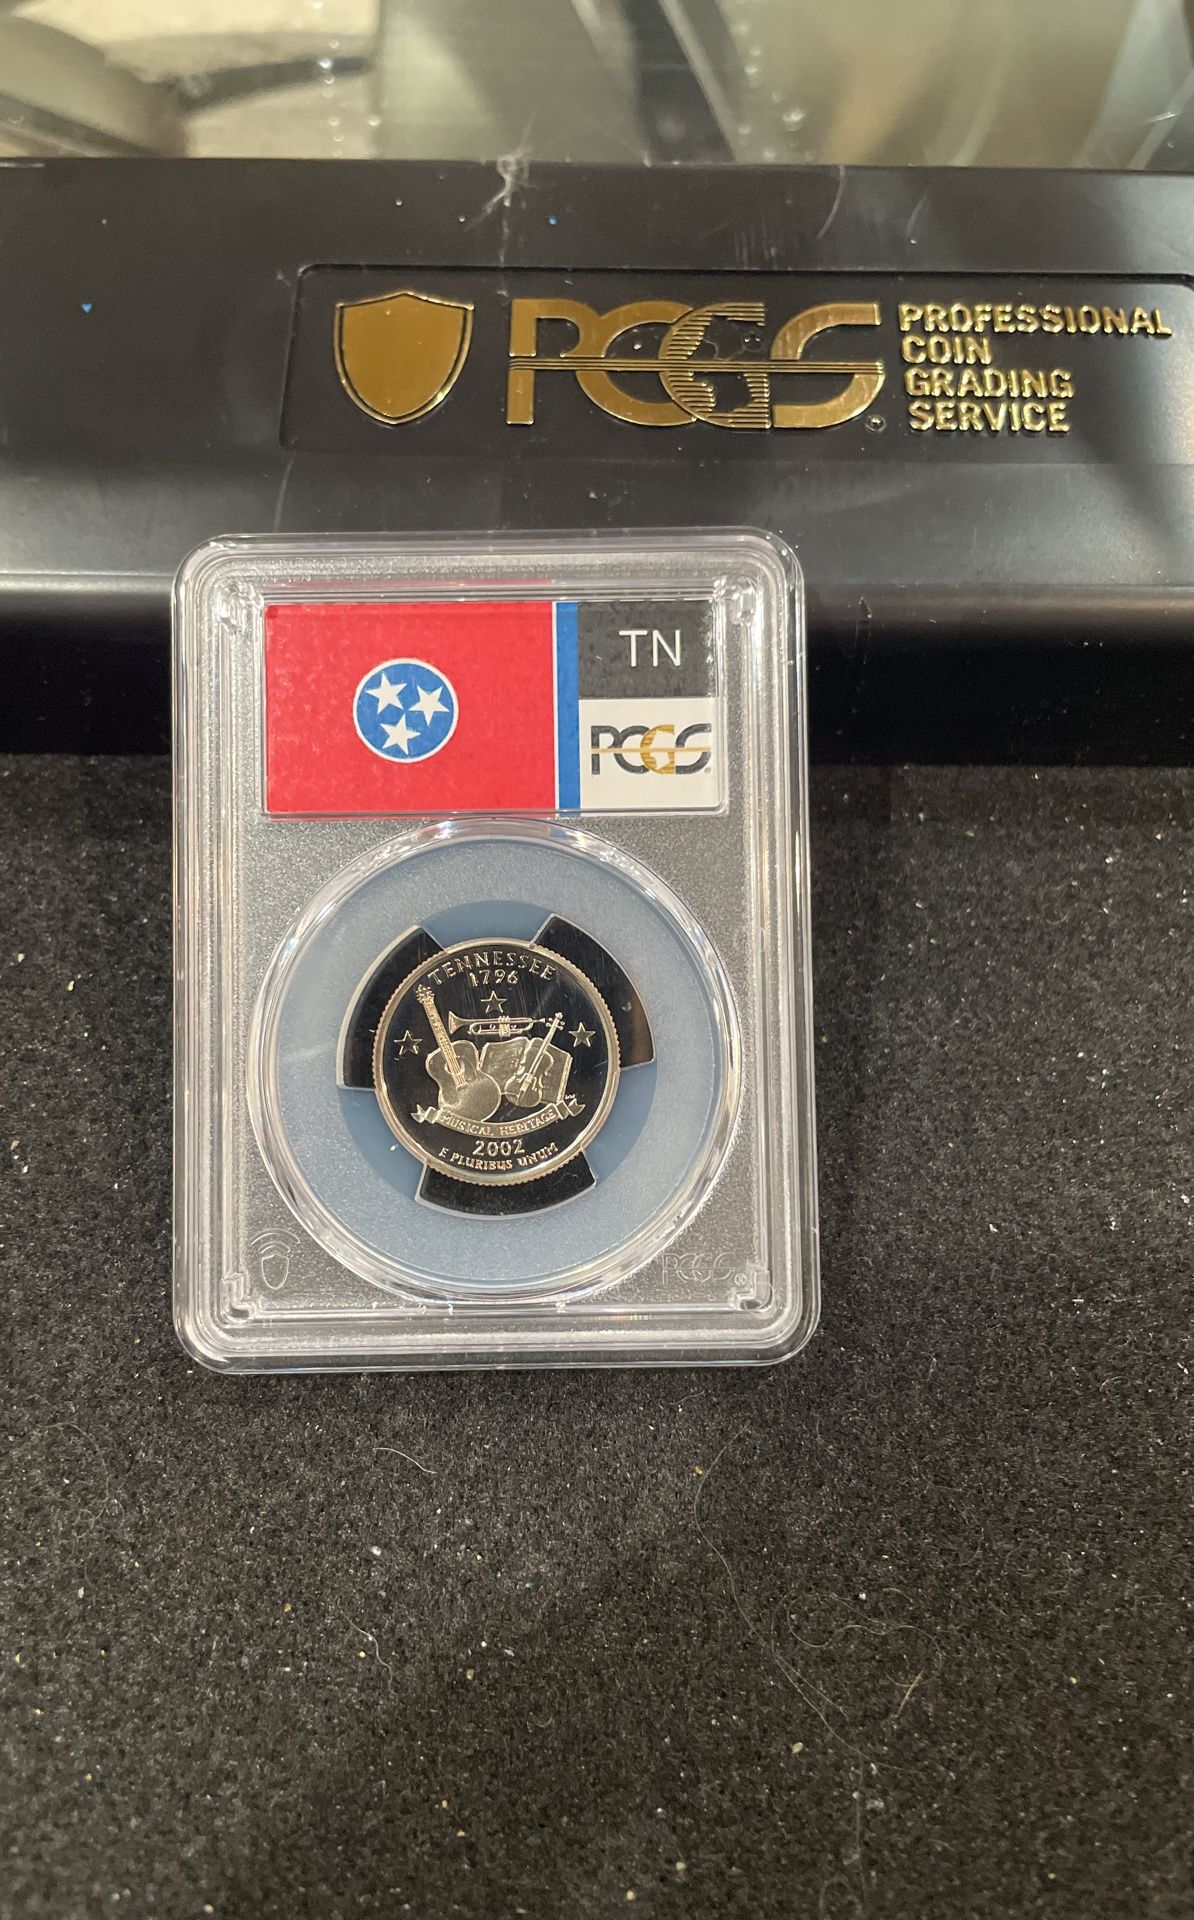 PCGS
PROFESSIONAL
COIN
GRADING
SERVICE
TN
PCGS
TENNESSEE
1796
MUSICAL HERITAGE
2002
E PLURIBUS UNUM
PCGS